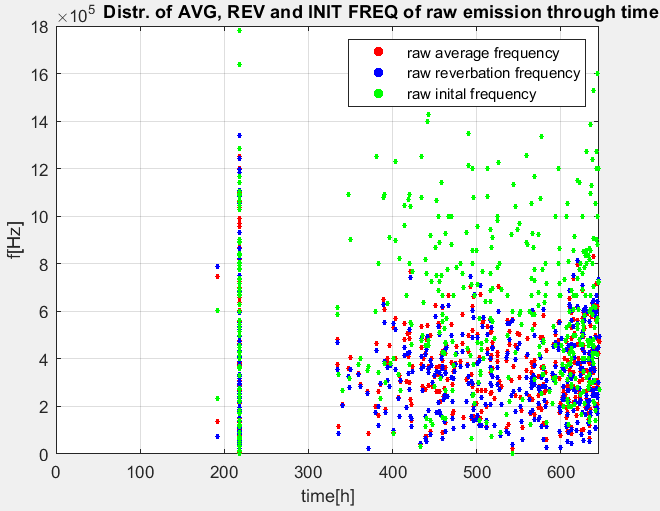 ×10⁵ Distr. of AVG, REV and INIT FREQ of raw emission through time
raw average frequency
raw reverbation frequency
raw inital frequency
18
16
14
12
10
8
6
4
2
0
f[Hz]
0 100 200 300 400 500 600
time[h]